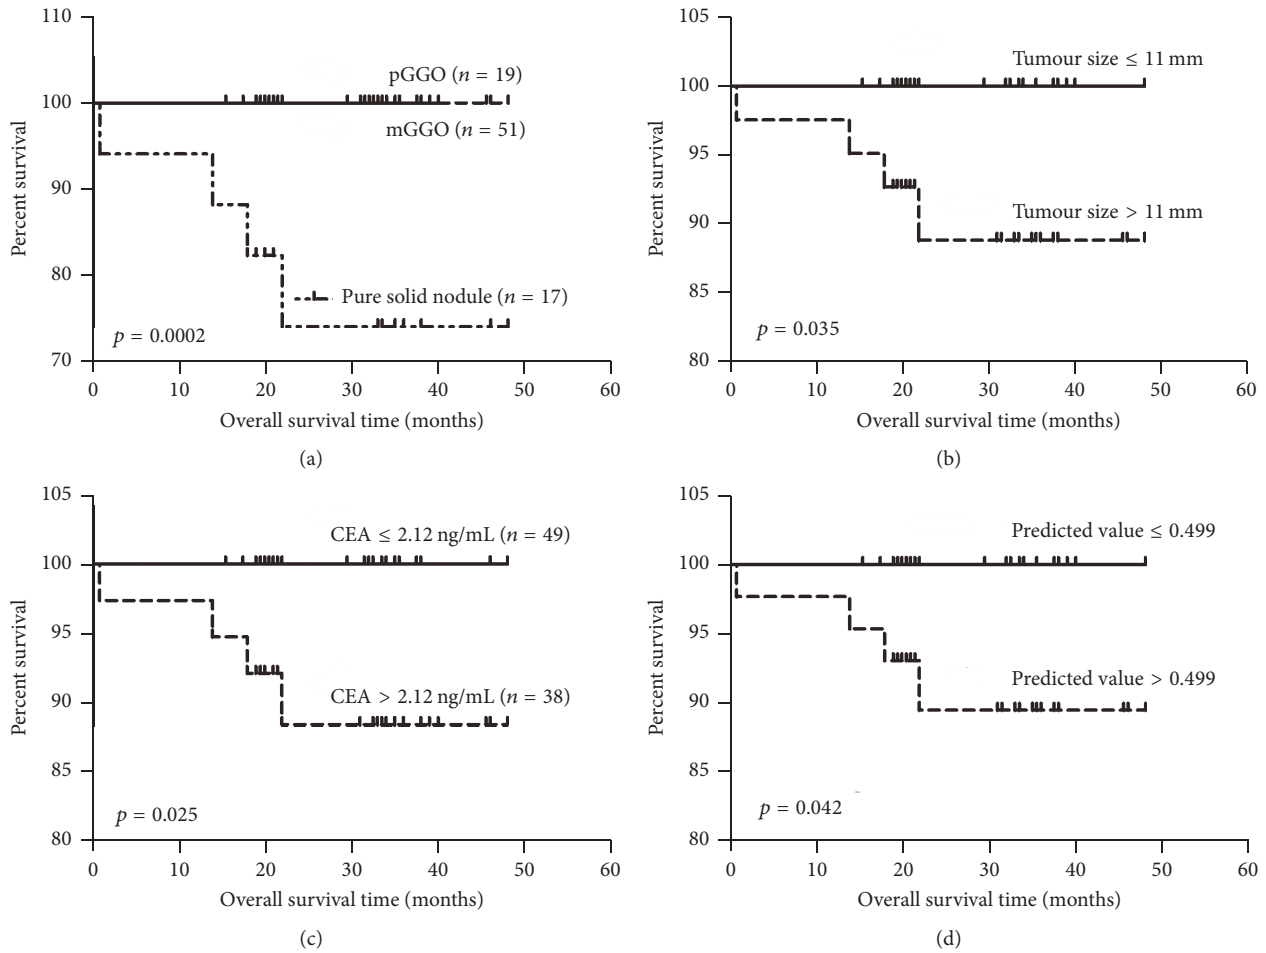 110
100
90
80
70
Percent survival
pGGO (n = 19)
mGGO (n = 51)
Pure solid nodule (n = 17)
p = 0.0002
0 10 20 30 40 50 60
Overall survival time (months)
(a)
105
100
95
90
85
80
Percent survival
Tumour size ≤ 11 mm
Tumour size > 11 mm
p = 0.035
0 10 20 30 40 50 60
Overall survival time (months)
(b)
105
100
95
90
85
80
Percent survival
CEA ≤ 2.12 ng/mL (n = 49)
CEA > 2.12 ng/mL (n = 38)
p = 0.025
0 10 20 30 40 50 60
Overall survival time (months)
(c)
105
100
95
90
85
80
Percent survival
Predicted value ≤ 0.499
Predicted value > 0.499
p = 0.042
0 10 20 30 40 50 60
Overall survival time (months)
(d)